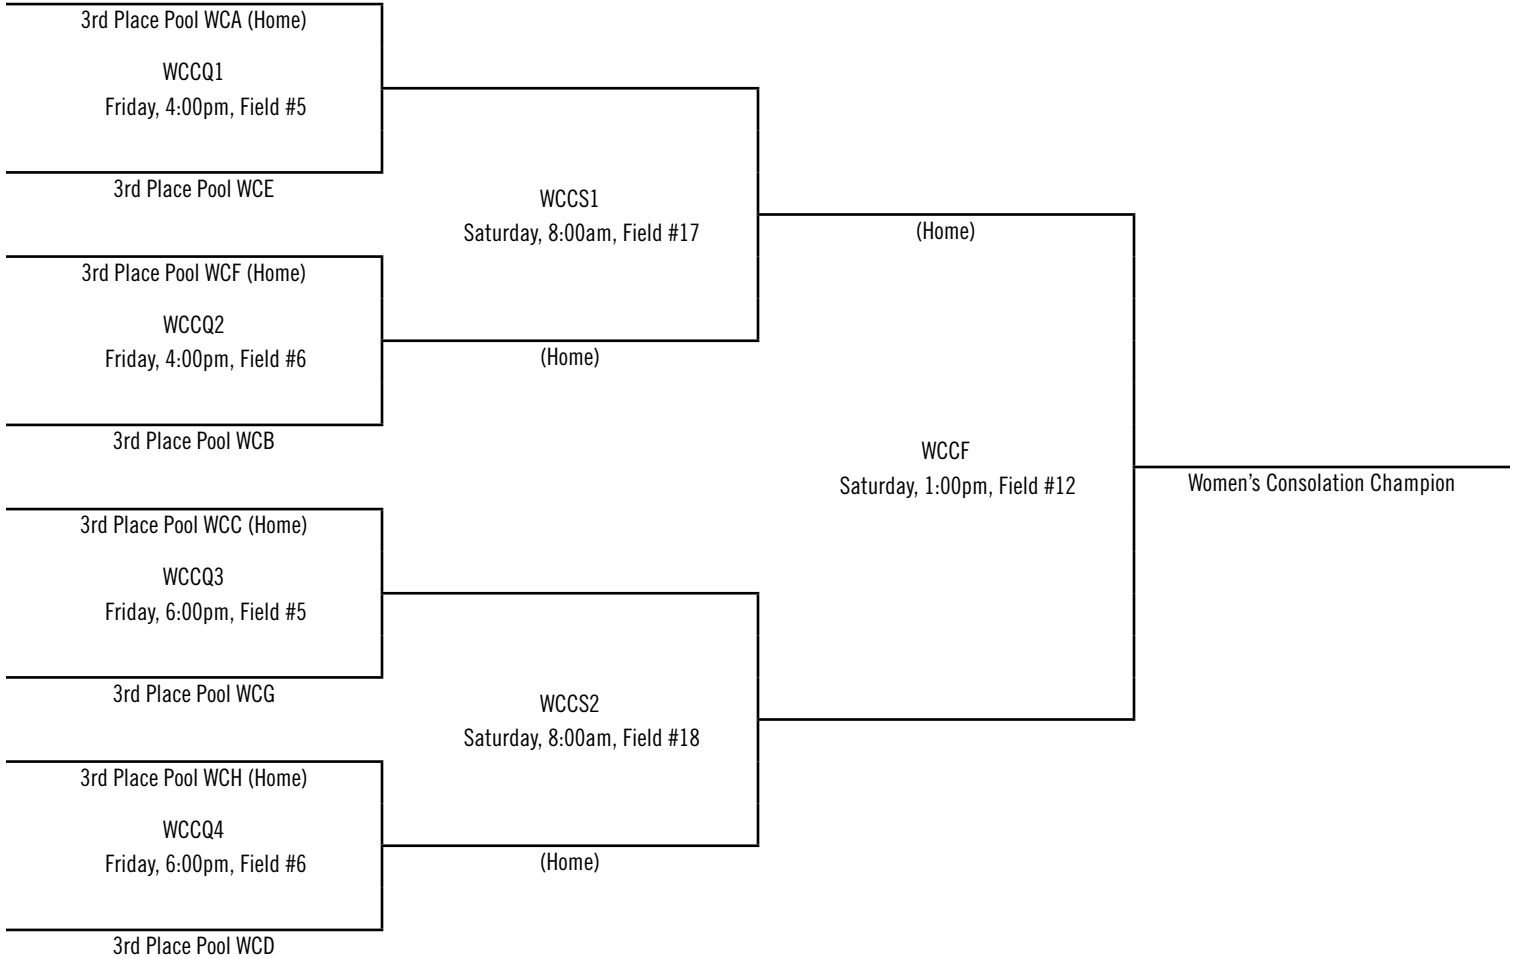 3rd Place Pool WCA (Home)
WCCQ1
Friday, 4:00pm, Field #5
3rd Place Pool WCE
WCCS1
Saturday, 8:00am, Field #17
(Home)
3rd Place Pool WCF (Home)
WCCQ2
Friday, 4:00pm, Field #6
(Home)
3rd Place Pool WCB
WCCF
Saturday, 1:00pm, Field #12
Women’s Consolation Champion
3rd Place Pool WCC (Home)
WCCQ3
Friday, 6:00pm, Field #5
3rd Place Pool WCG
WCCS2
Saturday, 8:00am, Field #18
3rd Place Pool WCH (Home)
WCCQ4
Friday, 6:00pm, Field #6
(Home)
3rd Place Pool WCD